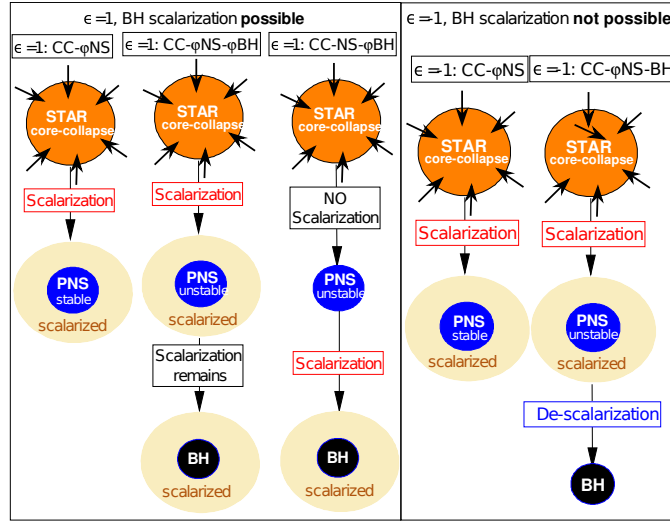 ϵ=1, BH scalarization possible
ϵ=1: CC-φNS
ϵ=1: CC-φNS-φBH
ϵ=1: CC-NS-φBH
STAR
core-collapse
STAR
core-collapse
STAR
core-collapse
Scalarization
Scalarization
NO
Scalarization
PNS
stable
scalarized
PNS
unstable
scalarized
PNS
unstable
Scalarization
remains
Scalarization
BH
scalarized
BH
scalarized
ϵ=-1, BH scalarization not possible
ϵ=-1: CC-φNS
ϵ=-1: CC-φNS-BH
STAR
core-collapse
STAR
core-collapse
Scalarization
Scalarization
PNS
stable
scalarized
PNS
unstable
scalarized
De-scalarization
BH